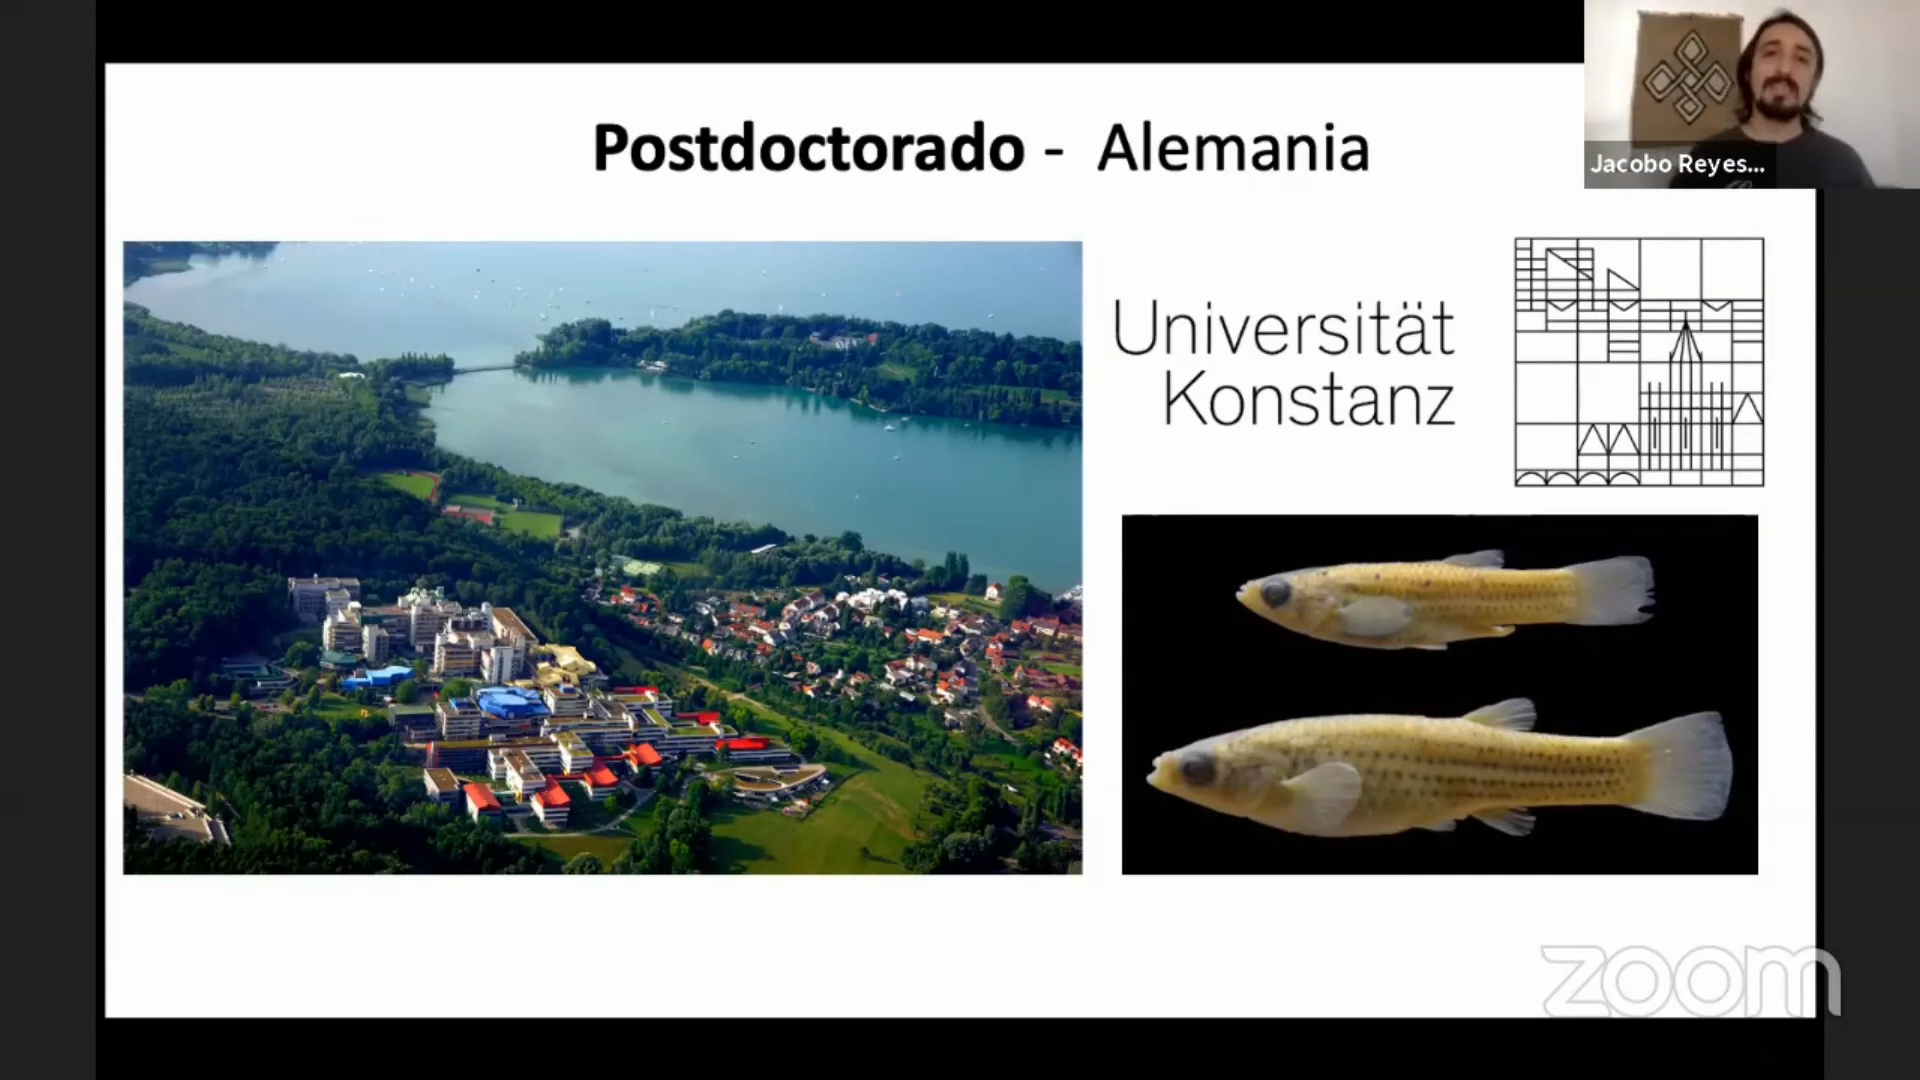 Postdoctorado - Alemania
Jacobo Reyes...
Universität
Konstanz
zoom